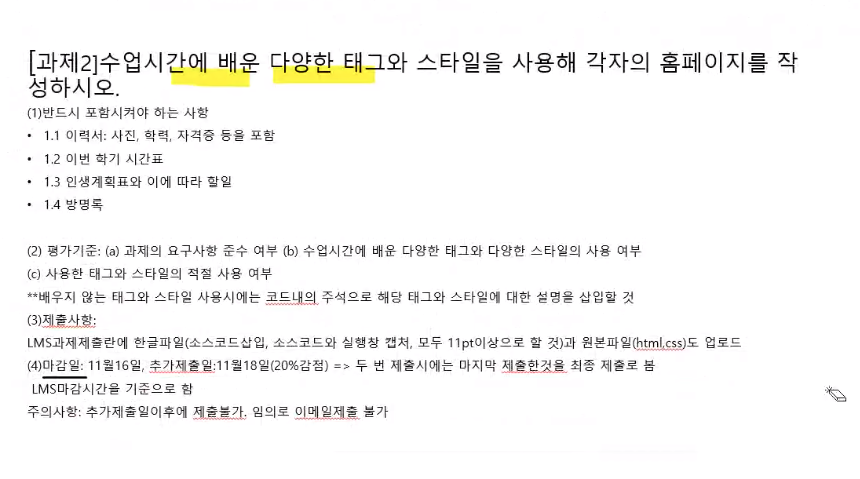 [과제2]수업시간에 배운 다양한 태그와 스타일을 사용해 각자의 홈페이지를 작
성하시오.
(1)반드시 포함시켜야 하는 사항
• 1.1 이력서: 사진, 학력, 자격증 등을 포함
• 1.2 이번 학기 시간표
• 1.3 인생계획표와 이에 따라 할일
• 1.4 방명록
(2) 평가기준: (a) 과제의 요구사항 준수 여부 (b) 수업시간에 배운 다양한 태그와 다양한 스타일의 사용 여부
(c) 사용한 태그와 스타일의 적절 사용 여부
**배우지 않는 태그와 스타일 사용시에는 코드내의 주석으로 해당 태그와 스타일에 대한 설명을 삽입할 것
(3)제출사항:
LMS과제제출란에 한글파일(소스코드삽입, 소스코드와 실행창 캡처, 모두 11pt이상으로 할 것)과 원본파일(html,css)도 업로드
(4)마감일: 11월16일, 추가제출일:11월18일(20%감점) => 두 번 제출시에는 마지막 제출한것을 최종 제출로 봄
LMS마감시간을 기준으로 함
주의사항: 추가제출일이후에 제출불가. 임의로 이메일제출 불가